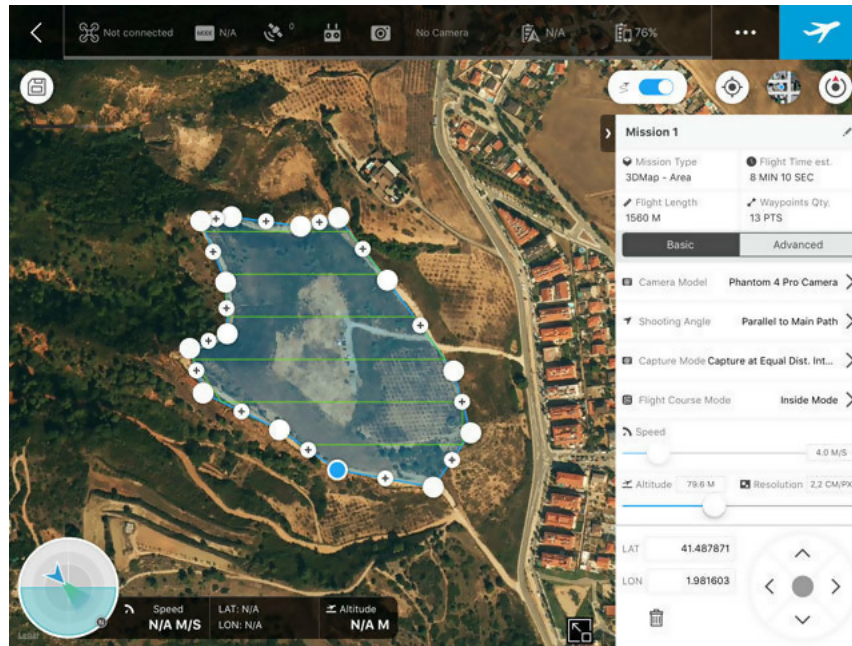 Not connected MODE N/A 0 No Camera N/A 76%
Mission 1
Mission Type Flight Time est.
3DMap - Area 8 MIN 10 SEC
Flight Length Waypoints Qty.
1560 M 13 PTS
Basic Advanced
Camera Model Phantom 4 Pro Camera
Shooting Angle Parallel to Main Path
Capture Mode Capture at Equal Dist. Int...
Flight Course Mode Inside Mode
Speed
4.0 M/S
Altitude 79.6 M Resolution 2,2 CM/PX
LAT 41.487871
LON 1.981603
Speed LAT: N/A Altitude
N/A M/S LON: N/A N/A M
N
Legal